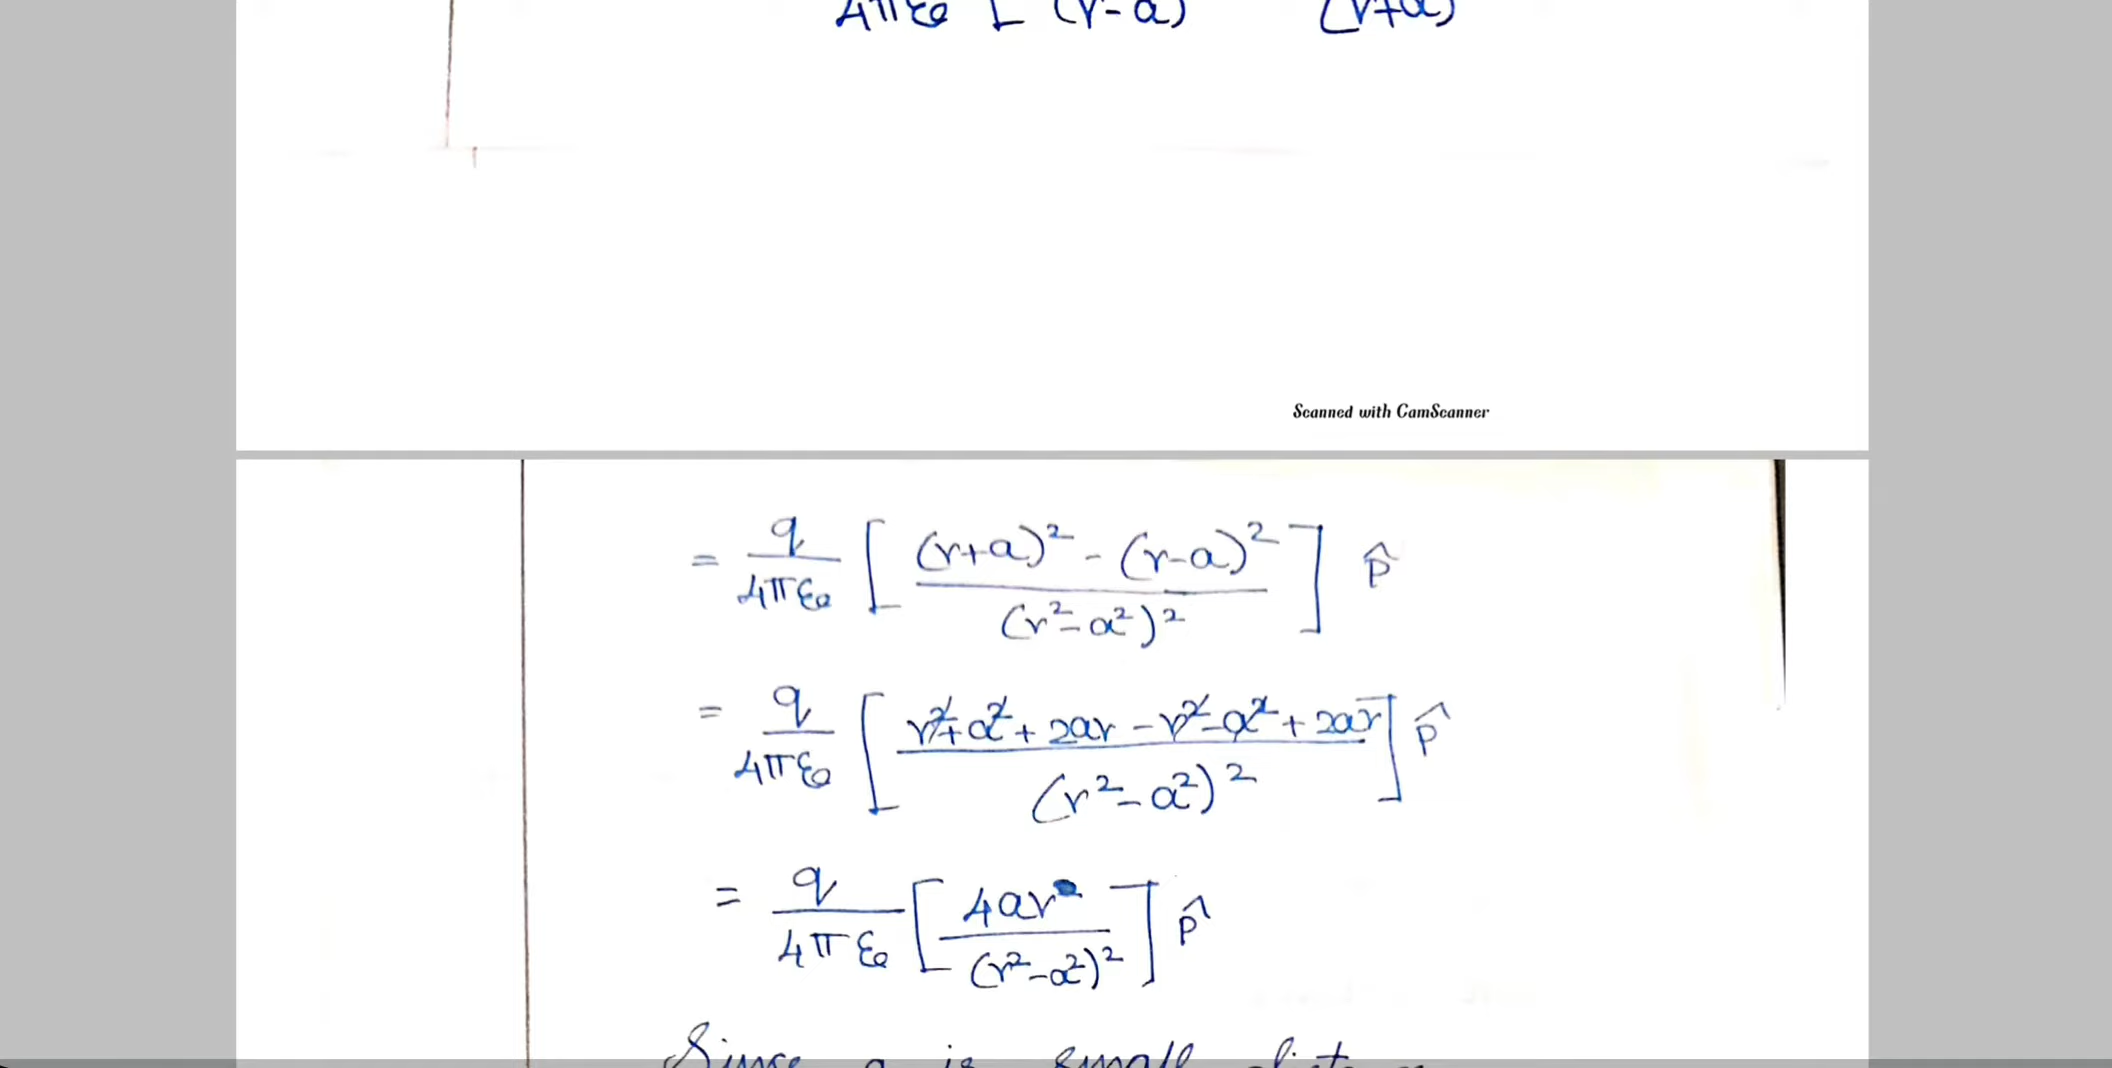 4πε₀ [ (r-a) (r+a)
Scanned with CamScanner
= q/4πε₀ [ (r+a)² - (r-a)² / (r²-a²)² ] p̂
= q/4πε₀ [ r²+a²+2ar-r²-a²+2ar / (r²-a²)² ] p̂
= q/4πε₀ [ 4ar / (r²-a²)² ] p̂
Since a is small